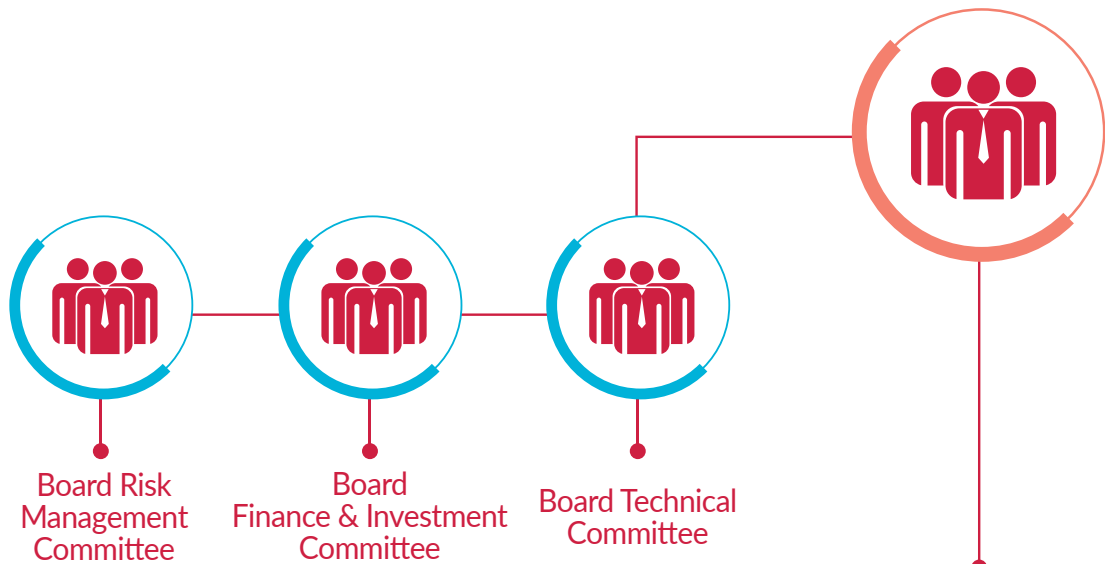 Board Risk
Management
Committee
Board
Finance & Investment
Committee
Board Technical
Committee